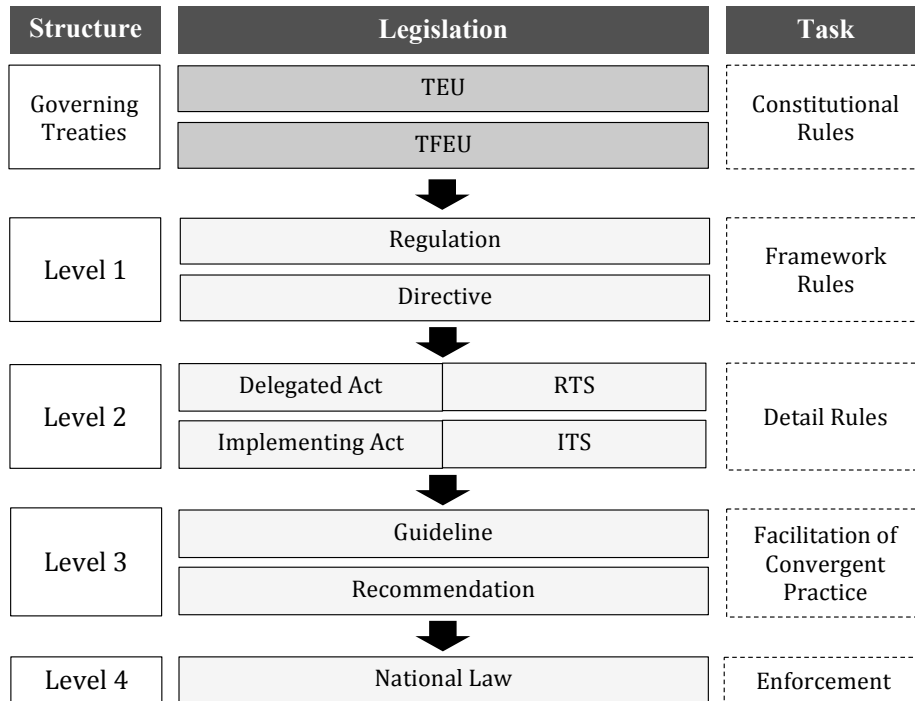 Structure
Legislation
Task
Governing
Treaties
TEU
TFEU
Constitutional
Rules
Level 1
Regulation
Directive
Framework
Rules
Level 2
Delegated Act
RTS
Implementing Act
ITS
Detail Rules
Level 3
Guideline
Recommendation
Facilitation of
Convergent
Practice
Level 4
National Law
Enforcement